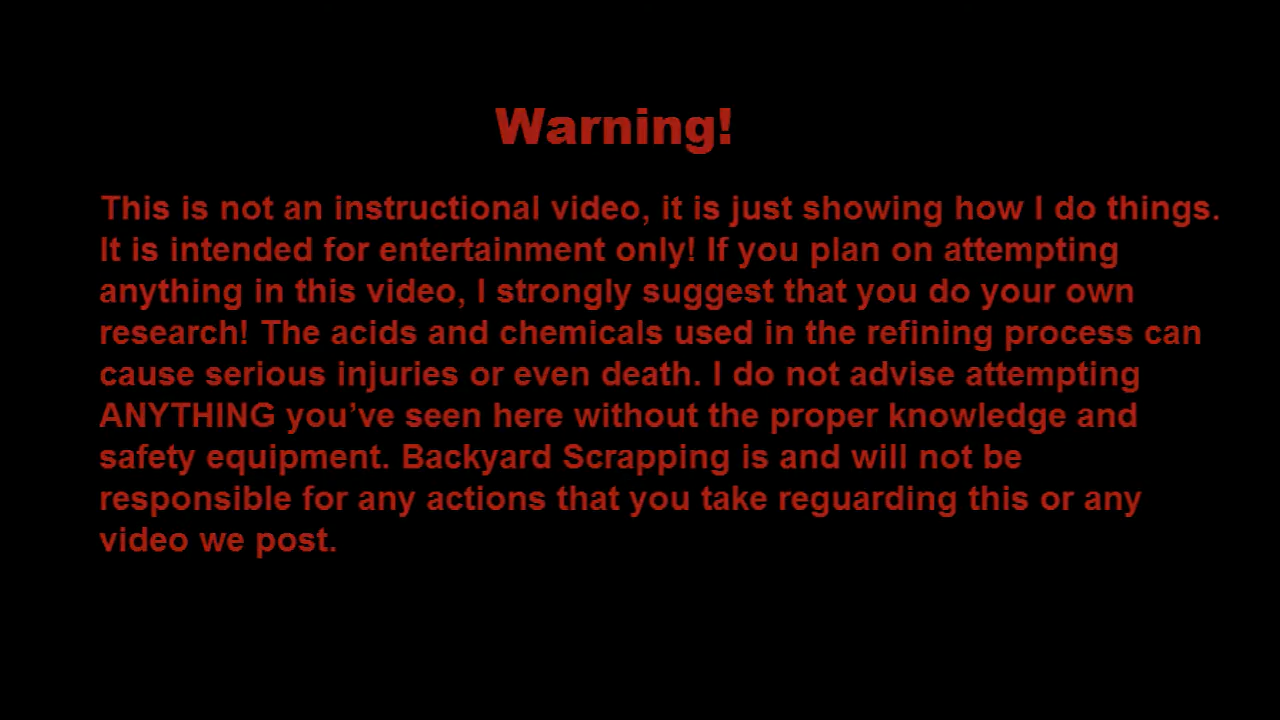 Warning!
This is not an instructional video, it is just showing how I do things.
It is intended for entertainment only! If you plan on attempting
anything in this video, I strongly suggest that you do your own
research! The acids and chemicals used in the refining process can
cause serious injuries or even death. I do not advise attempting
ANYTHING you’ve seen here without the proper knowledge and
safety equipment. Backyard Scrapping is and will not be
responsible for any actions that you take reguarding this or any
video we post.